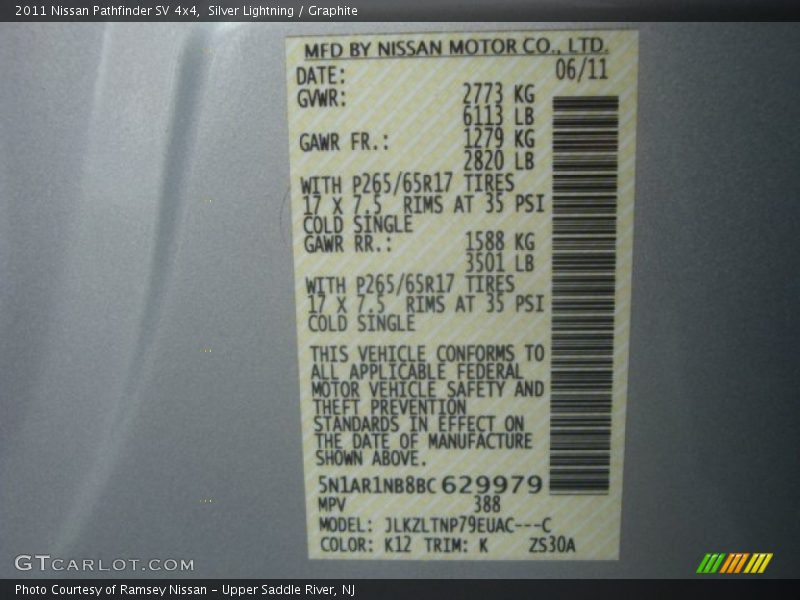 2011 Nissan Pathfinder SV 4x4, Silver Lightning / Graphite
MFD BY NISSAN MOTOR CO., LTD.
DATE: 06/11
GVWR: 2773 KG
6113 LB
GAWR FR.: 1279 KG
2820 LB
WITH P265/65R17 TIRES
17 X 7.5 RIMS AT 35 PSI
COLD SINGLE
GAWR RR.: 1588 KG
3501 LB
WITH P265/65R17 TIRES
17 X 7.5 RIMS AT 35 PSI
COLD SINGLE
THIS VEHICLE CONFORMS TO
ALL APPLICABLE FEDERAL
MOTOR VEHICLE SAFETY AND
THEFT PREVENTION
STANDARDS IN EFFECT ON
THE DATE OF MANUFACTURE
SHOWN ABOVE.
5N1AR1NB8BC629979
MPV 388
MODEL: JLKZLTNP79EUAC---C
COLOR: K12 TRIM: K ZS30A
GTCARLOT.COM
Photo Courtesy of Ramsey Nissan - Upper Saddle River, NJ